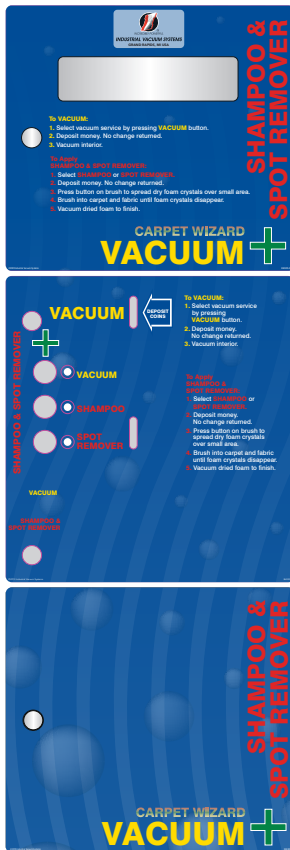 INDUSTRIAL VACUUM SYSTEMS
GRAND RAPIDS, MI USA
SHAMPOO &
SPOT REMOVER
To VACUUM:
1. Select vacuum service by pressing VACUUM button.
2. Deposit money. No change returned.
3. Vacuum interior.
To Apply
SHAMPOO & SPOT REMOVER:
1. Select SHAMPOO or SPOT REMOVER.
2. Deposit money. No change returned.
3. Press button on brush to spread dry foam crystals over small area.
4. Brush into carpet and fabric until foam crystals disappear.
5. Vacuum dried foam to finish.
CARPET WIZARD
VACUUM
VACUUM
DEPOSIT
COINS
SHAMPOO & SPOT REMOVER
VACUUM
SHAMPOO
SPOT
REMOVER
VACUUM
SHAMPOO &
SPOT REMOVER
To VACUUM:
1. Select vacuum service
by pressing
VACUUM button.
2. Deposit money.
No change returned.
3. Vacuum interior.
To Apply
SHAMPOO &
SPOT REMOVER:
1. Select SHAMPOO or
SPOT REMOVER.
2. Deposit money.
No change returned.
3. Press button on brush to
spread dry foam crystals
over small area.
4. Brush into carpet and fabric
until foam crystals disappear.
5. Vacuum dried foam to finish.
SHAMPOO &
SPOT REMOVER
CARPET WIZARD
VACUUM